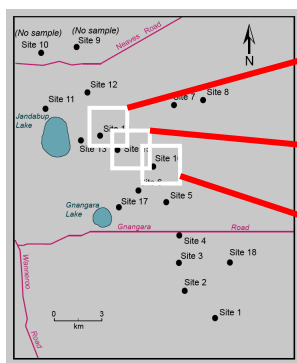 (No sample)
Site 10
(No sample)
Site 9
Neaves Road
N
Site 12
Site 11
Site 7
Site 8
Jandabup
Lake
Site 13
Gnangara
Lake
Site 17
Site 5
Gnangara Road
Site 4
Site 3
Site 18
Site 2
Wanneroo
Road
0 3
km
Site 1